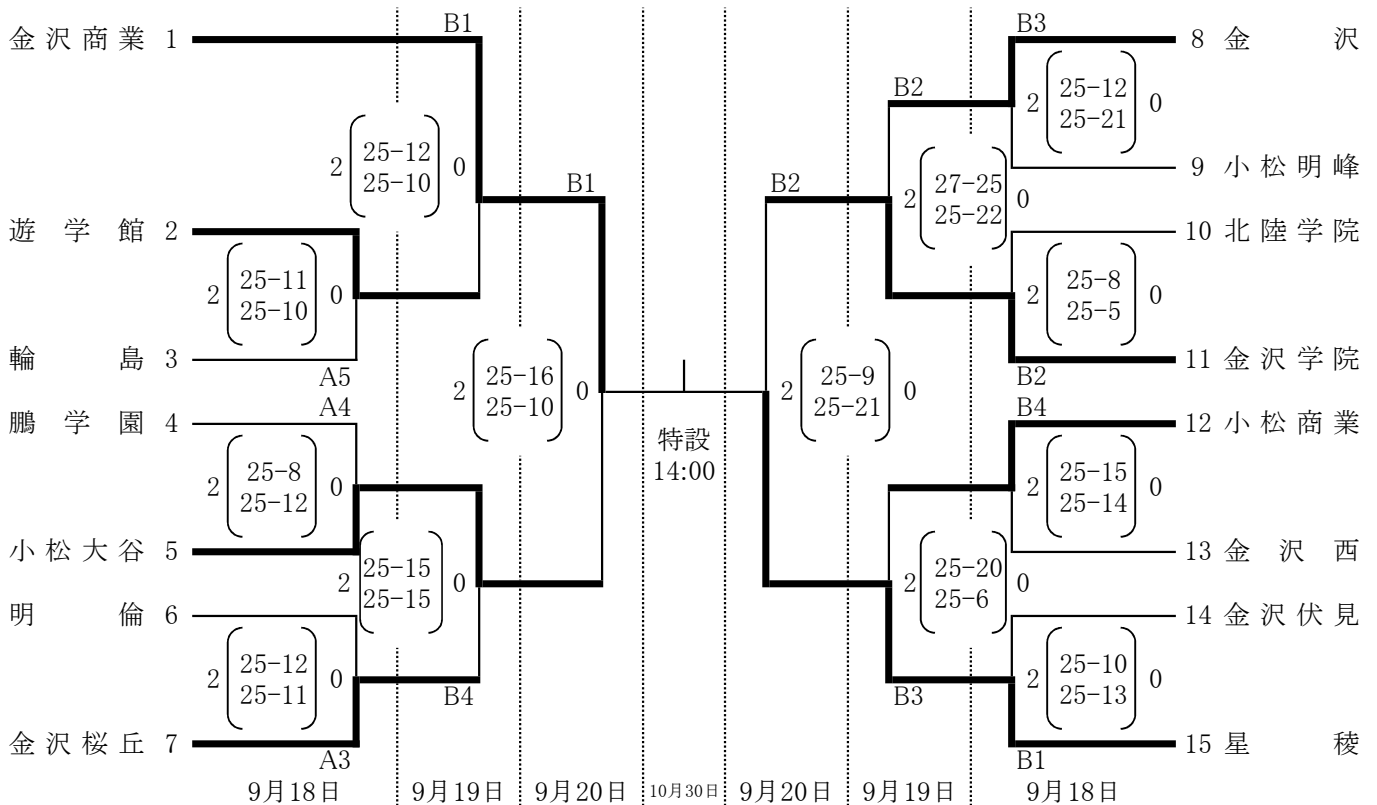 金沢商業 1
遊学館 2
輪島 3
鵬学園 4
小松大谷 5
明倫 6
金沢桜丘 7
2 25-11 0
25-10
A5
A4
2 25-8 0
25-12
2 25-12 0
25-11
A3
B1
2 25-12 0
25-10
2 25-15 0
25-15
B4
B1
2 25-16 0
25-10
特設
14:00
B2
2 25-9 0
25-21
B2
2 27-25 0
25-22
2 25-20 0
25-6
B3
B3
2 25-12 0
25-21
2 25-8 0
25-5
B2
B4
2 25-15 0
25-14
2 25-10 0
25-13
B1
8 金沢
9 小松明峰
10 北陸学院
11 金沢学院
12 小松商業
13 金沢西
14 金沢伏見
15 星稜
9月18日 9月19日 9月20日 10月30日 9月20日 9月19日 9月18日